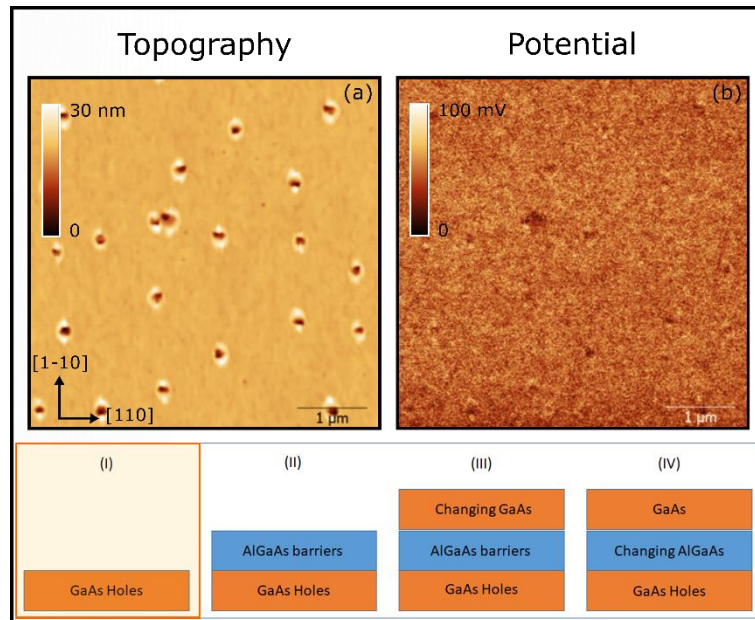 Topography
Potential
(a)
30 nm
0
[1-10]
[110]
1 µm
(b)
100 mV
0
1 µm
(I)
GaAs Holes
(II)
AlGaAs barriers
GaAs Holes
(III)
Changing GaAs
AlGaAs barriers
GaAs Holes
(IV)
GaAs
Changing AlGaAs
GaAs Holes